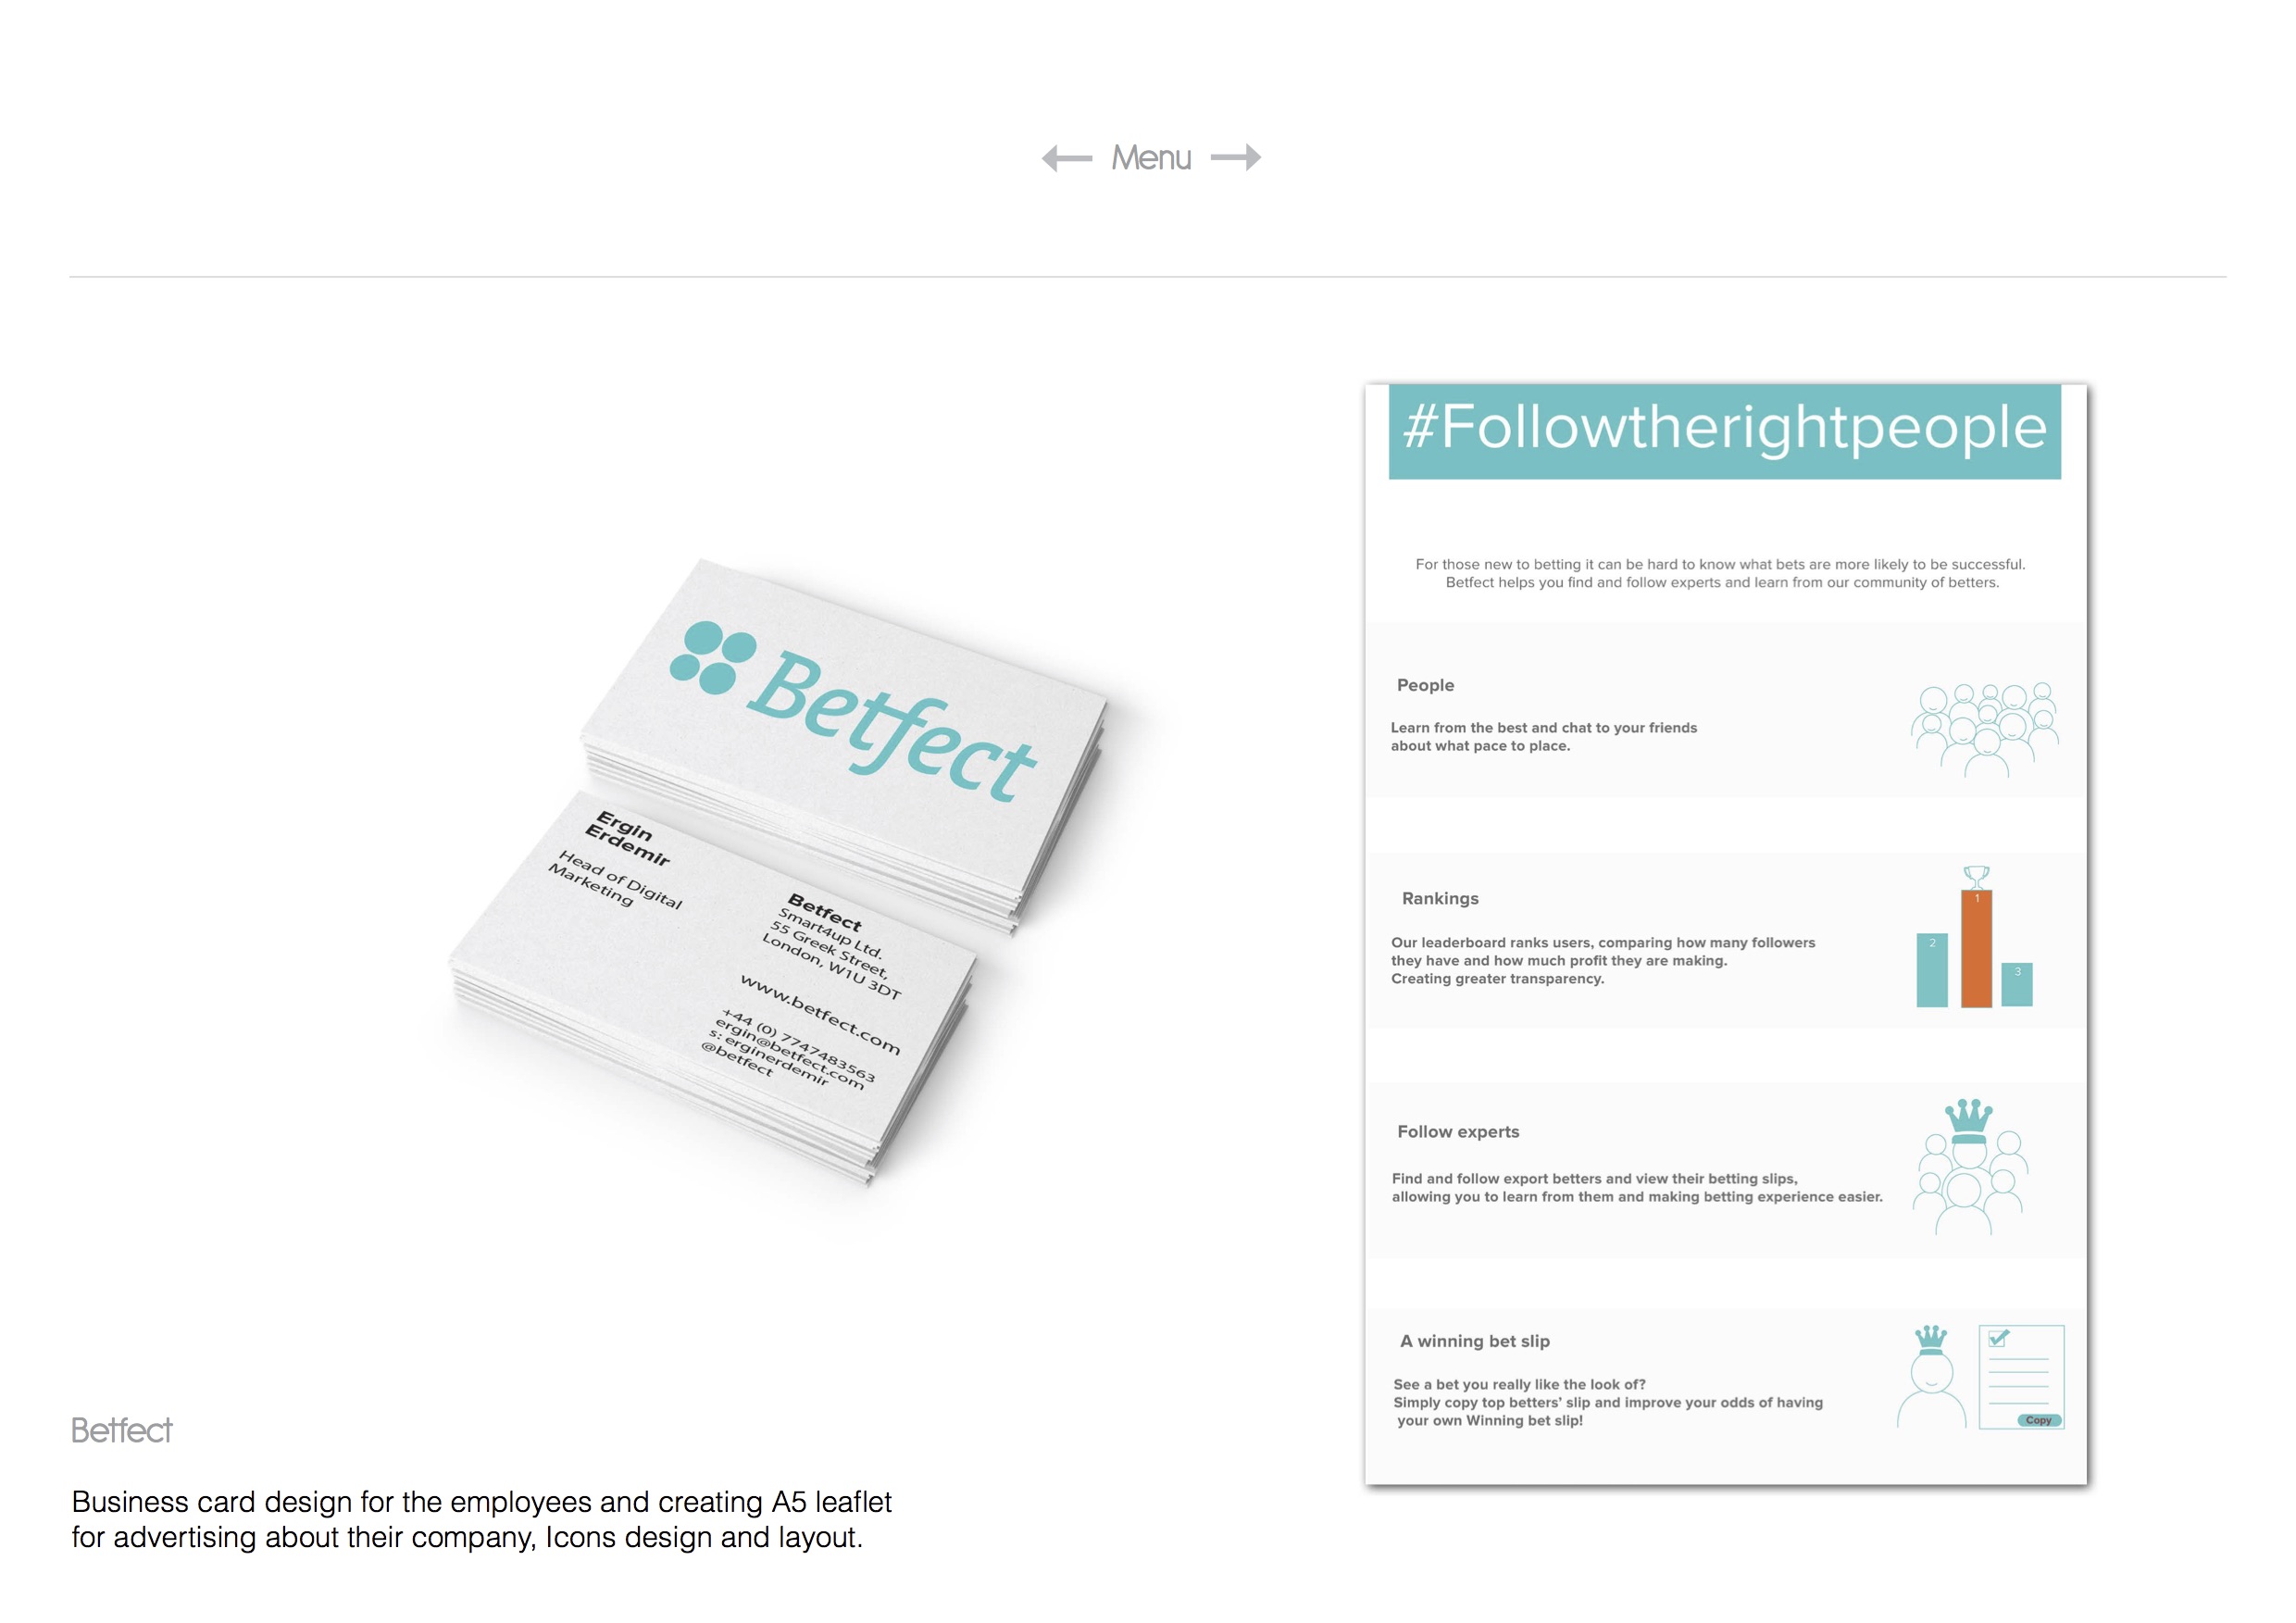 Menu
Betfect
Ergin
Erdemir
Head of Digital
Marketing
Betfect
Smart4up Ltd.
55 Greek Street,
London, W1U 3DT
www.betfect.com
+44 (0) 7747483563
ergin@betfect.com
s: erginerdemir
@betfect
#Followtherightpeople
For those new to betting it can be hard to know what bets are more likely to be successful.
Betfect helps you find and follow experts and learn from our community of betters.
People
Learn from the best and chat to your friends
about what pace to place.
Rankings
Our leaderboard ranks users, comparing how many followers
they have and how much profit they are making.
Creating greater transparency.
1
2
3
Follow experts
Find and follow export betters and view their betting slips,
allowing you to learn from them and making betting experience easier.
A winning bet slip
See a bet you really like the look of?
Simply copy top betters’ slip and improve your odds of having
your own Winning bet slip!
Copy
Betfect
Business card design for the employees and creating A5 leaflet
for advertising about their company, Icons design and layout.